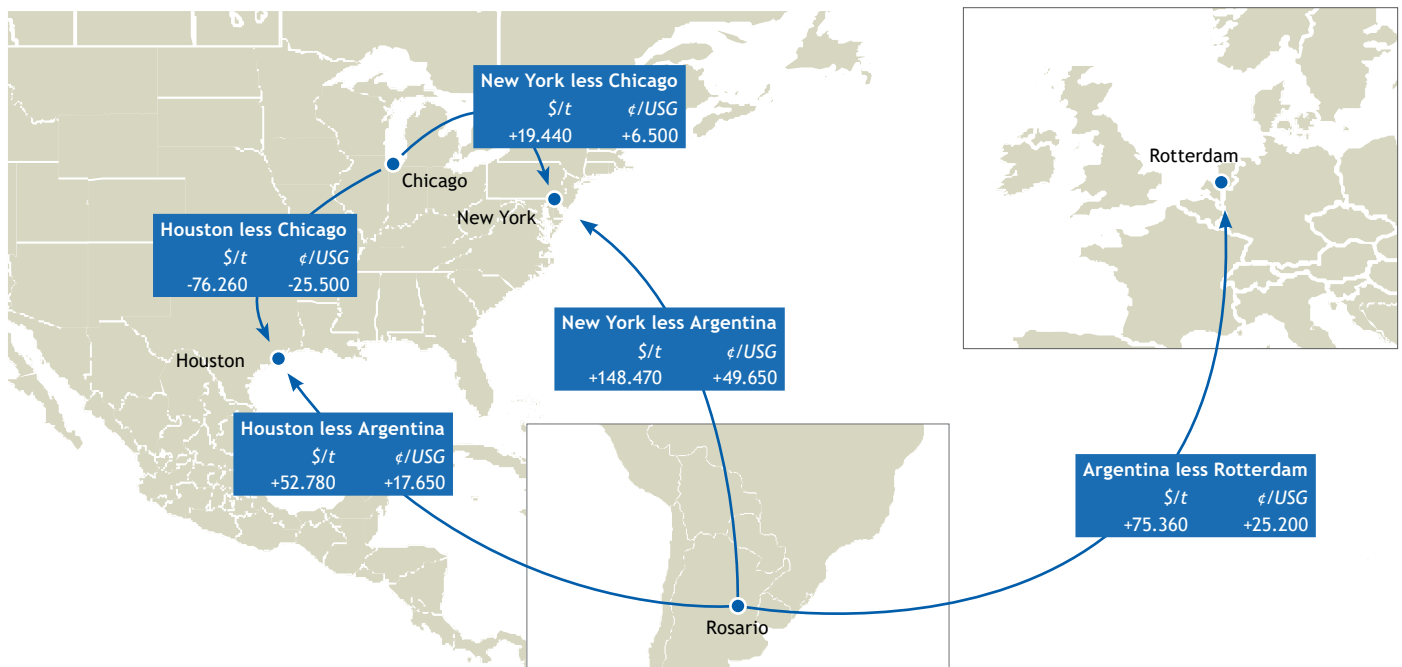 New York less Chicago
$/t ¢/USG
+19.440 +6.500
Chicago
New York
Rotterdam
Houston less Chicago
$/t ¢/USG
-76.260 -25.500
Houston
New York less Argentina
$/t ¢/USG
+148.470 +49.650
Houston less Argentina
$/t ¢/USG
+52.780 +17.650
Argentina less Rotterdam
$/t ¢/USG
+75.360 +25.200
Rosario